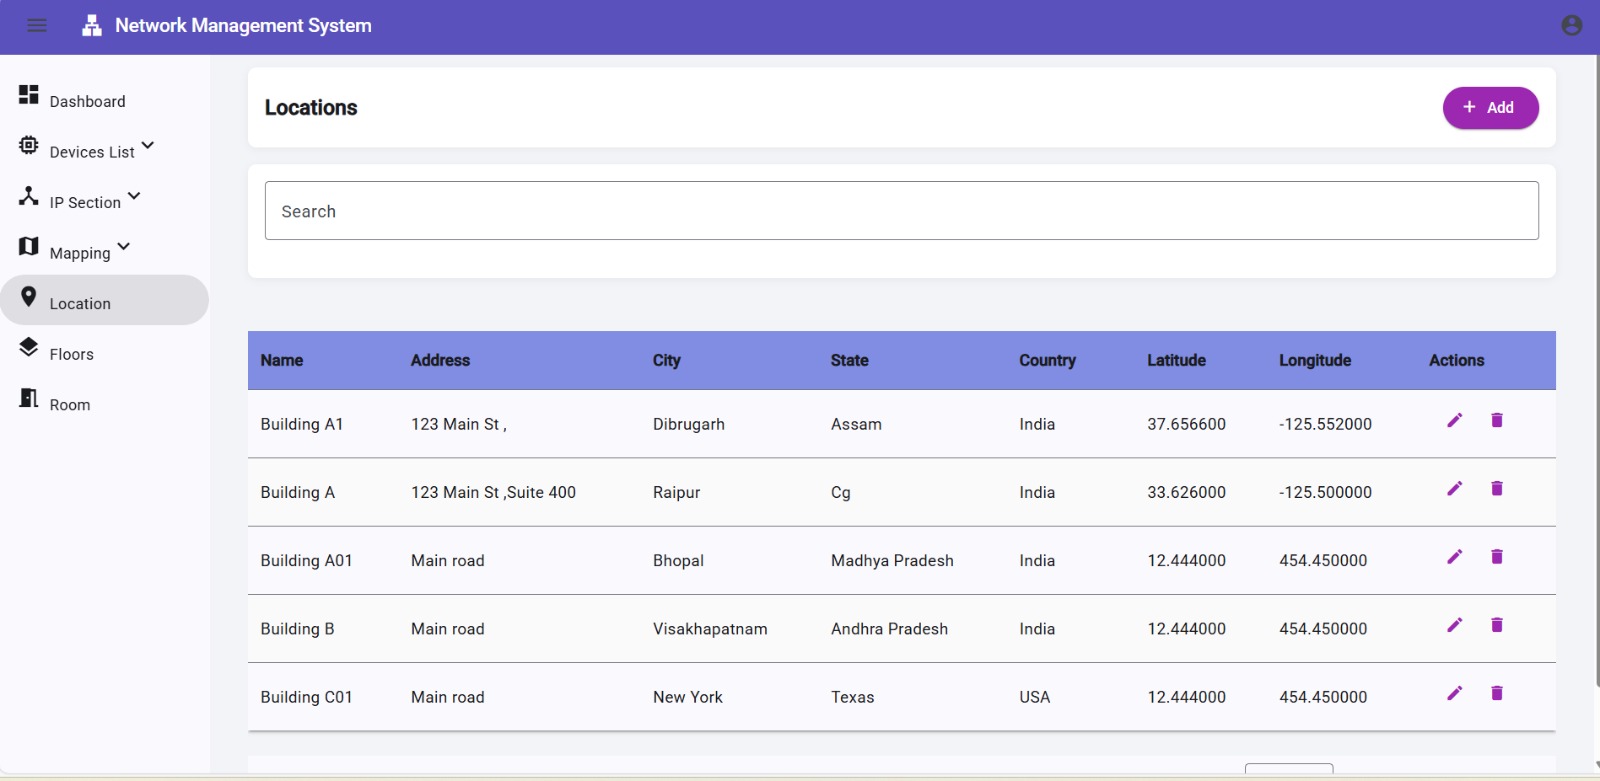 Network Management System
Dashboard
Devices List
IP Section
Mapping
Location
Floors
Room
Locations
+ Add
Search
Name Address City State Country Latitude Longitude Actions
Building A1 123 Main St , Dibrugarh Assam India 37.656600 -125.552000
Building A 123 Main St ,Suite 400 Raipur Cg India 33.626000 -125.500000
Building A01 Main road Bhopal Madhya Pradesh India 12.444000 454.450000
Building B Main road Visakhapatnam Andhra Pradesh India 12.444000 454.450000
Building C01 Main road New York Texas USA 12.444000 454.450000